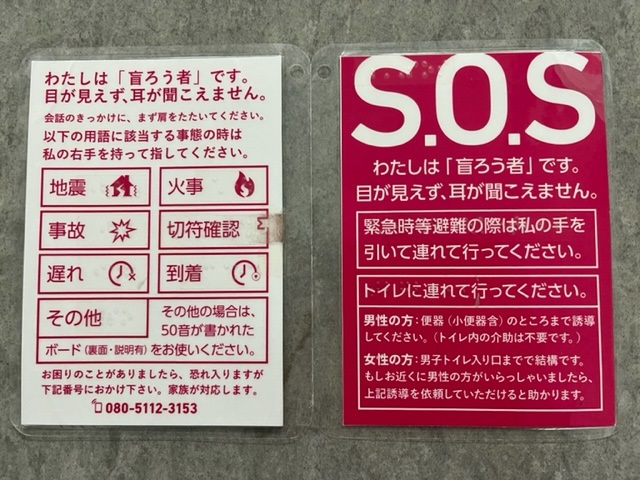 わたしは「盲ろう者」です。
目が見えず、耳が聞こえません。
会話のきっかけに、まず肩をたたいてください。
以下の用語に該当する事態の時は
私の右手を持って指してください。
地震
火事
事故
切符確認
遅れ
到着
その他
その他の場合は、
50音が書かれた
ボード（裏面・説明有）をお使いください。
お困りのことがありましたら、恐れ入りますが
下記番号におかけ下さい。家族が対応します。
080-5112-3153
S.O.S
わたしは「盲ろう者」です。
目が見えず、耳が聞こえません。
緊急時等避難の際は私の手を
引いて連れて行ってください。
トイレに連れて行ってください。
男性の方：便器（小便器含）のところまで誘導
してください。（トイレ内の介助は不要です。）
女性の方：男子トイレ入り口までで結構です。
もしお近くに男性の方がいらっしゃいましたら、
上記誘導を依頼していただけると助かります。